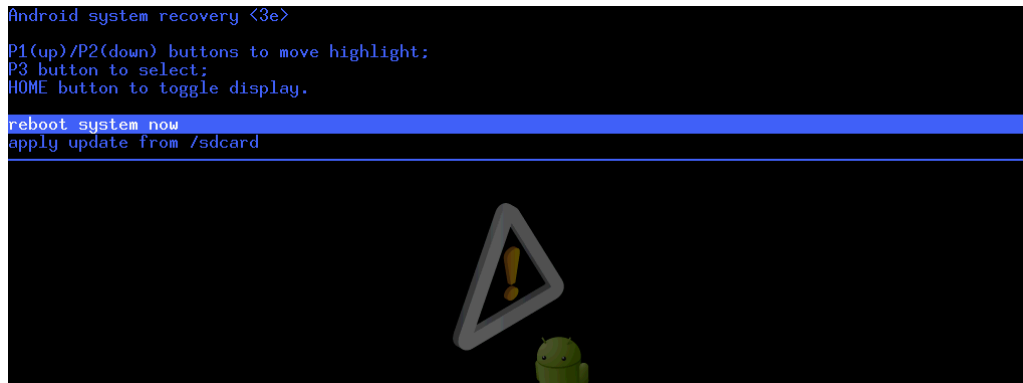 Android system recovery <3e>
P1(up)/P2(down) buttons to move highlight;
P3 button to select;
HOME button to toggle display.
reboot system now
apply update from /sdcard